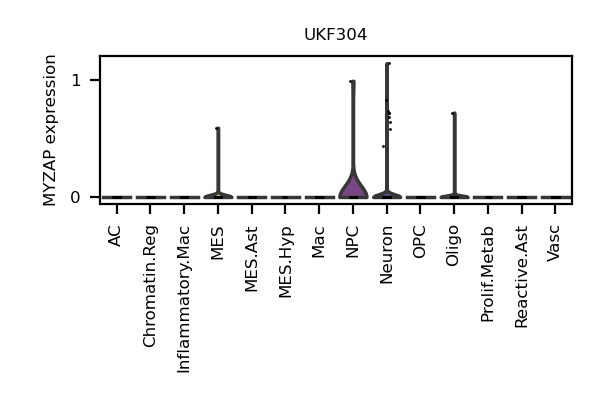 UKF304
MYZAP expression
1
0
AC
Chromatin.Reg
Inflammatory.Mac
MES
MES.Ast
MES.Hyp
Mac
NPC
Neuron
OPC
Oligo
Prolif.Metab
Reactive.Ast
Vasc